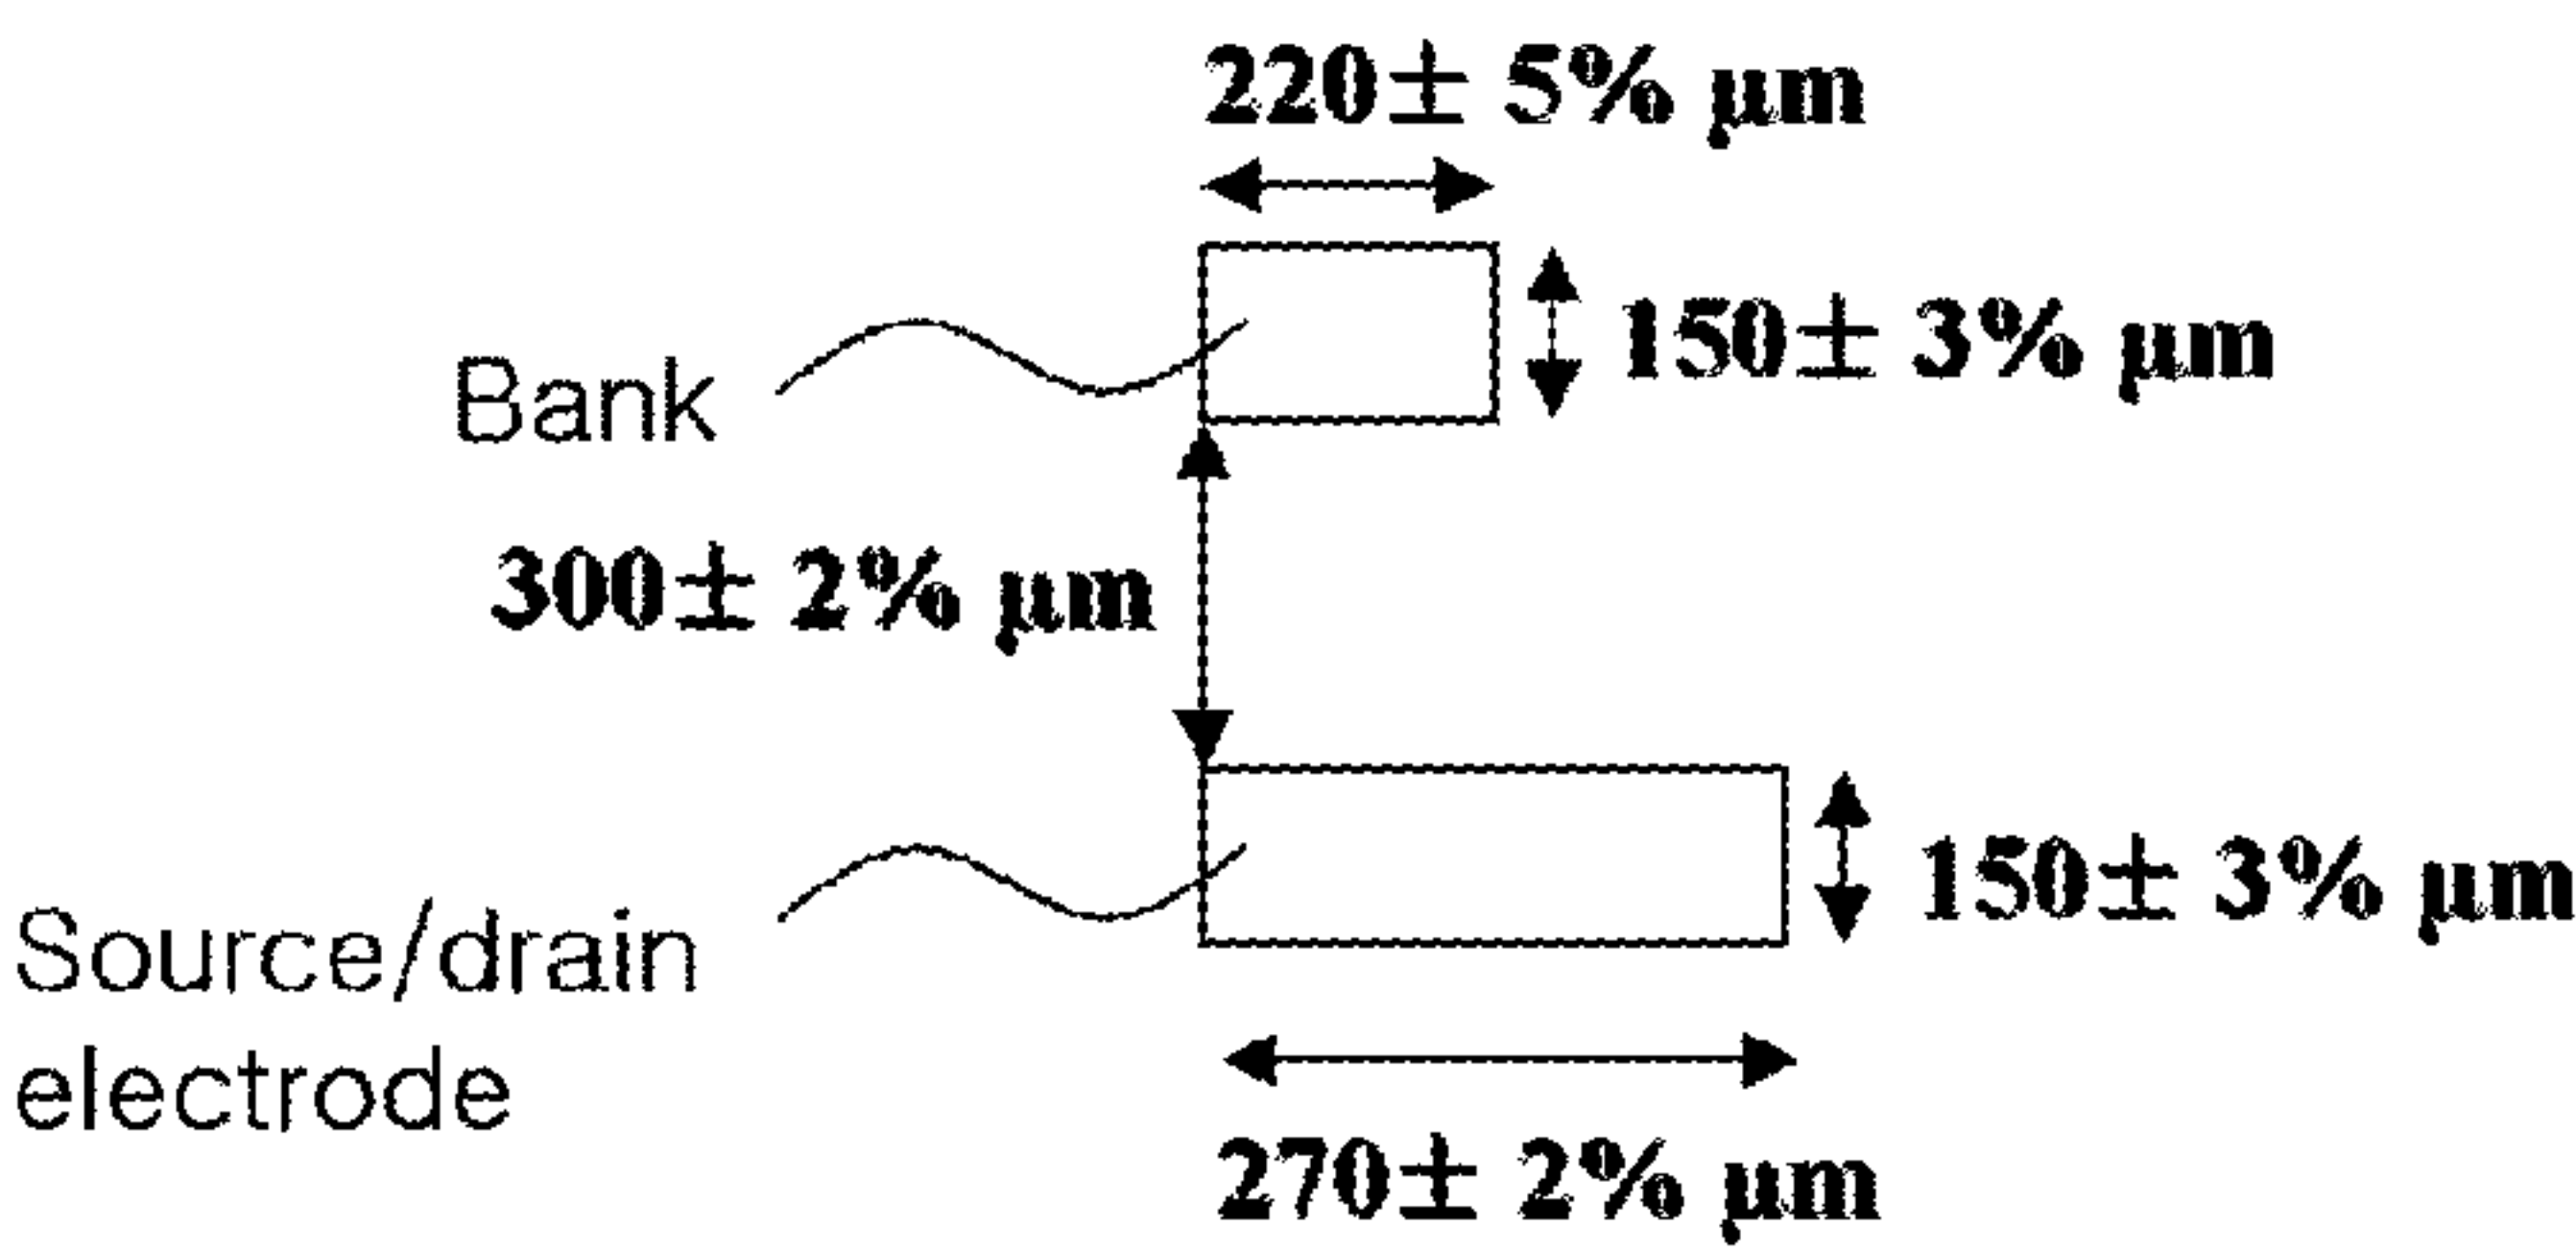 220± 5% μm
150± 3% μm
Bank
300± 2% μm
150± 3% μm
Source/drain
electrode
270± 2% μm